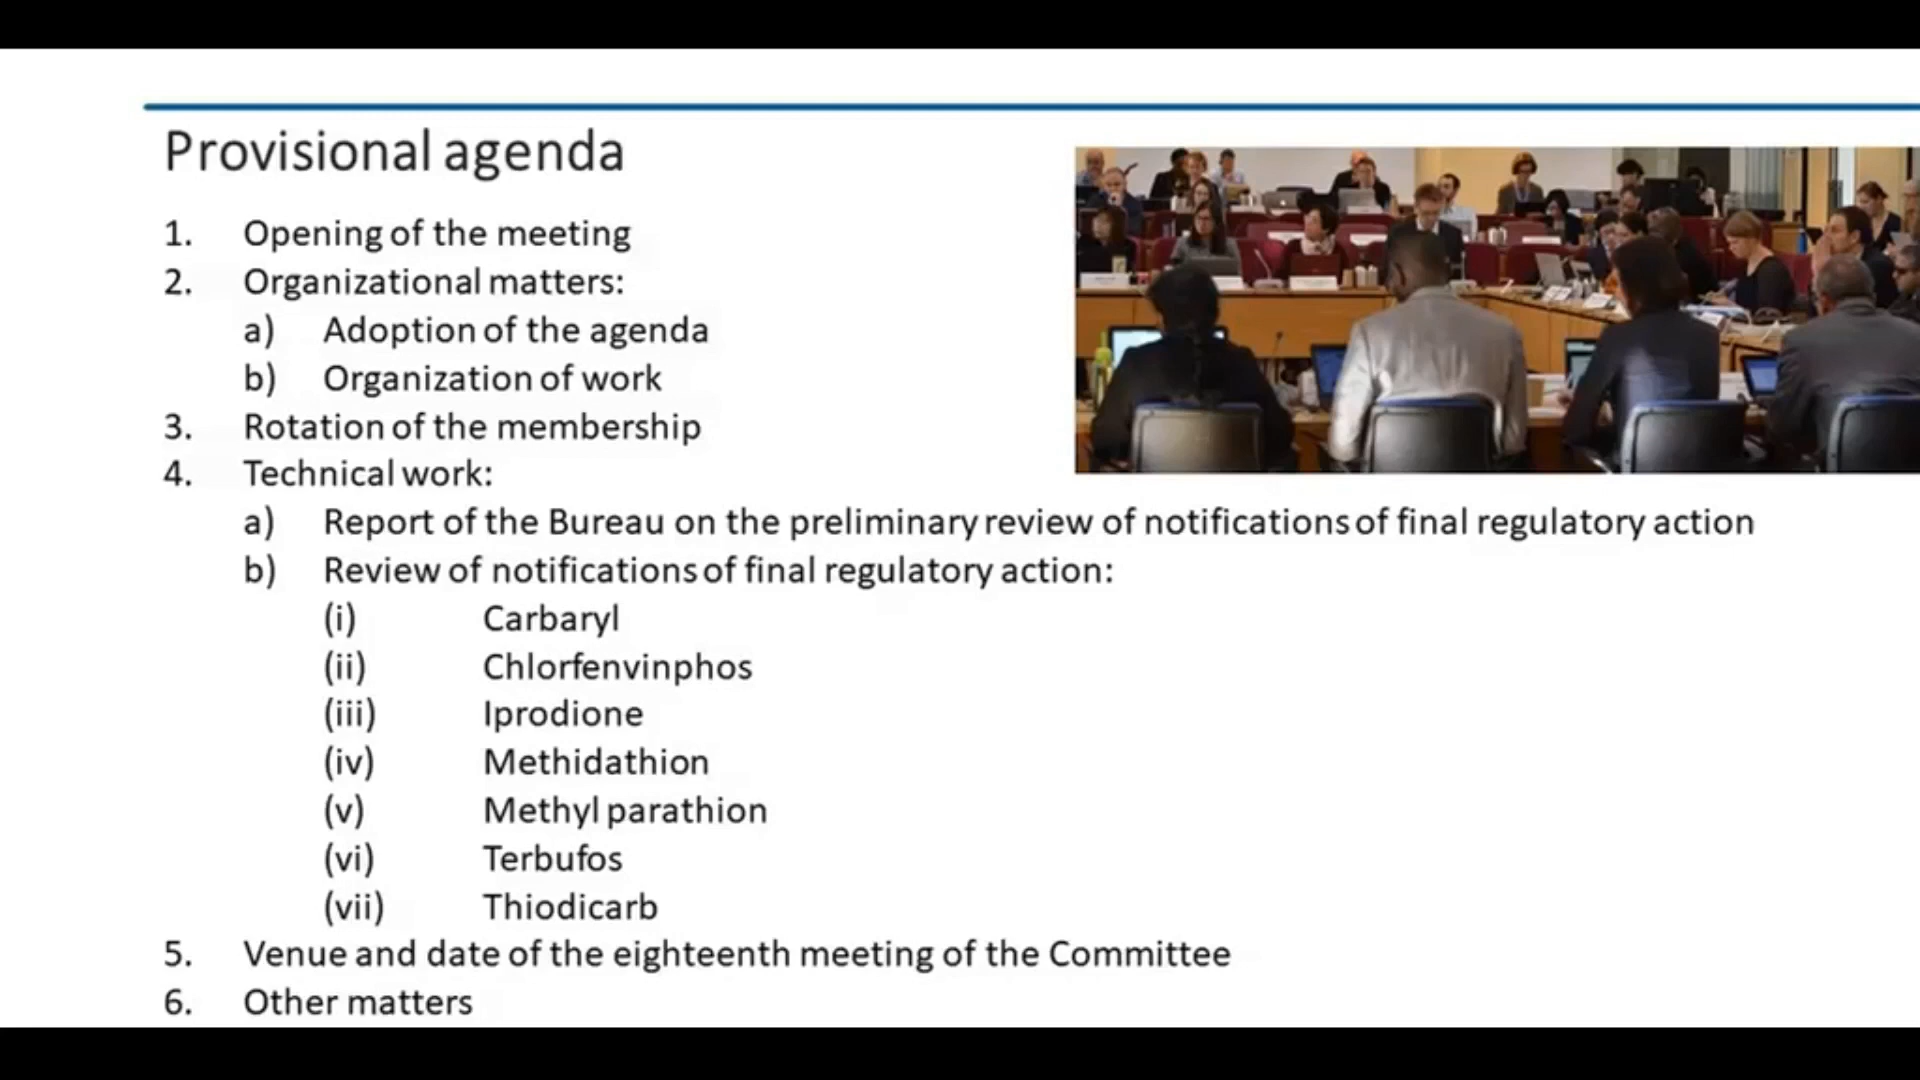 Provisional agenda
1. Opening of the meeting
2. Organizational matters:
a) Adoption of the agenda
b) Organization of work
3. Rotation of the membership
4. Technical work:
a) Report of the Bureau on the preliminary review of notifications of final regulatory action
b) Review of notifications of final regulatory action:
(i) Carbaryl
(ii) Chlorfenvinphos
(iii) Iprodione
(iv) Methidathion
(v) Methyl parathion
(vi) Terbufos
(vii) Thiodicarb
5. Venue and date of the eighteenth meeting of the Committee
6. Other matters